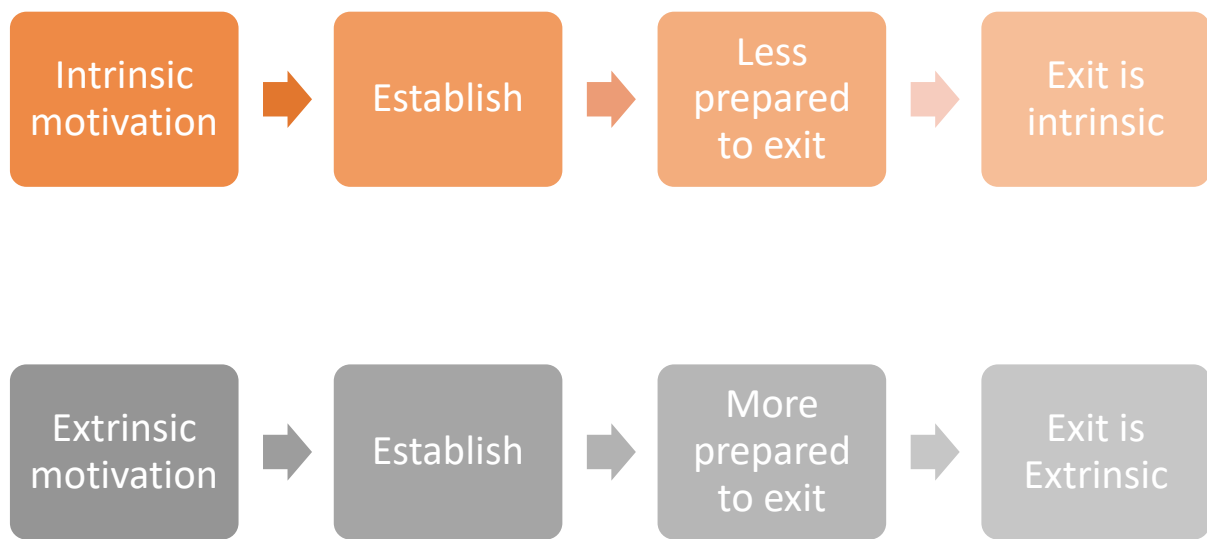 Intrinsic
motivation
Establish
Less
prepared
to exit
Exit is
intrinsic
Extrinsic
motivation
Establish
More
prepared
to exit
Exit is
Extrinsic